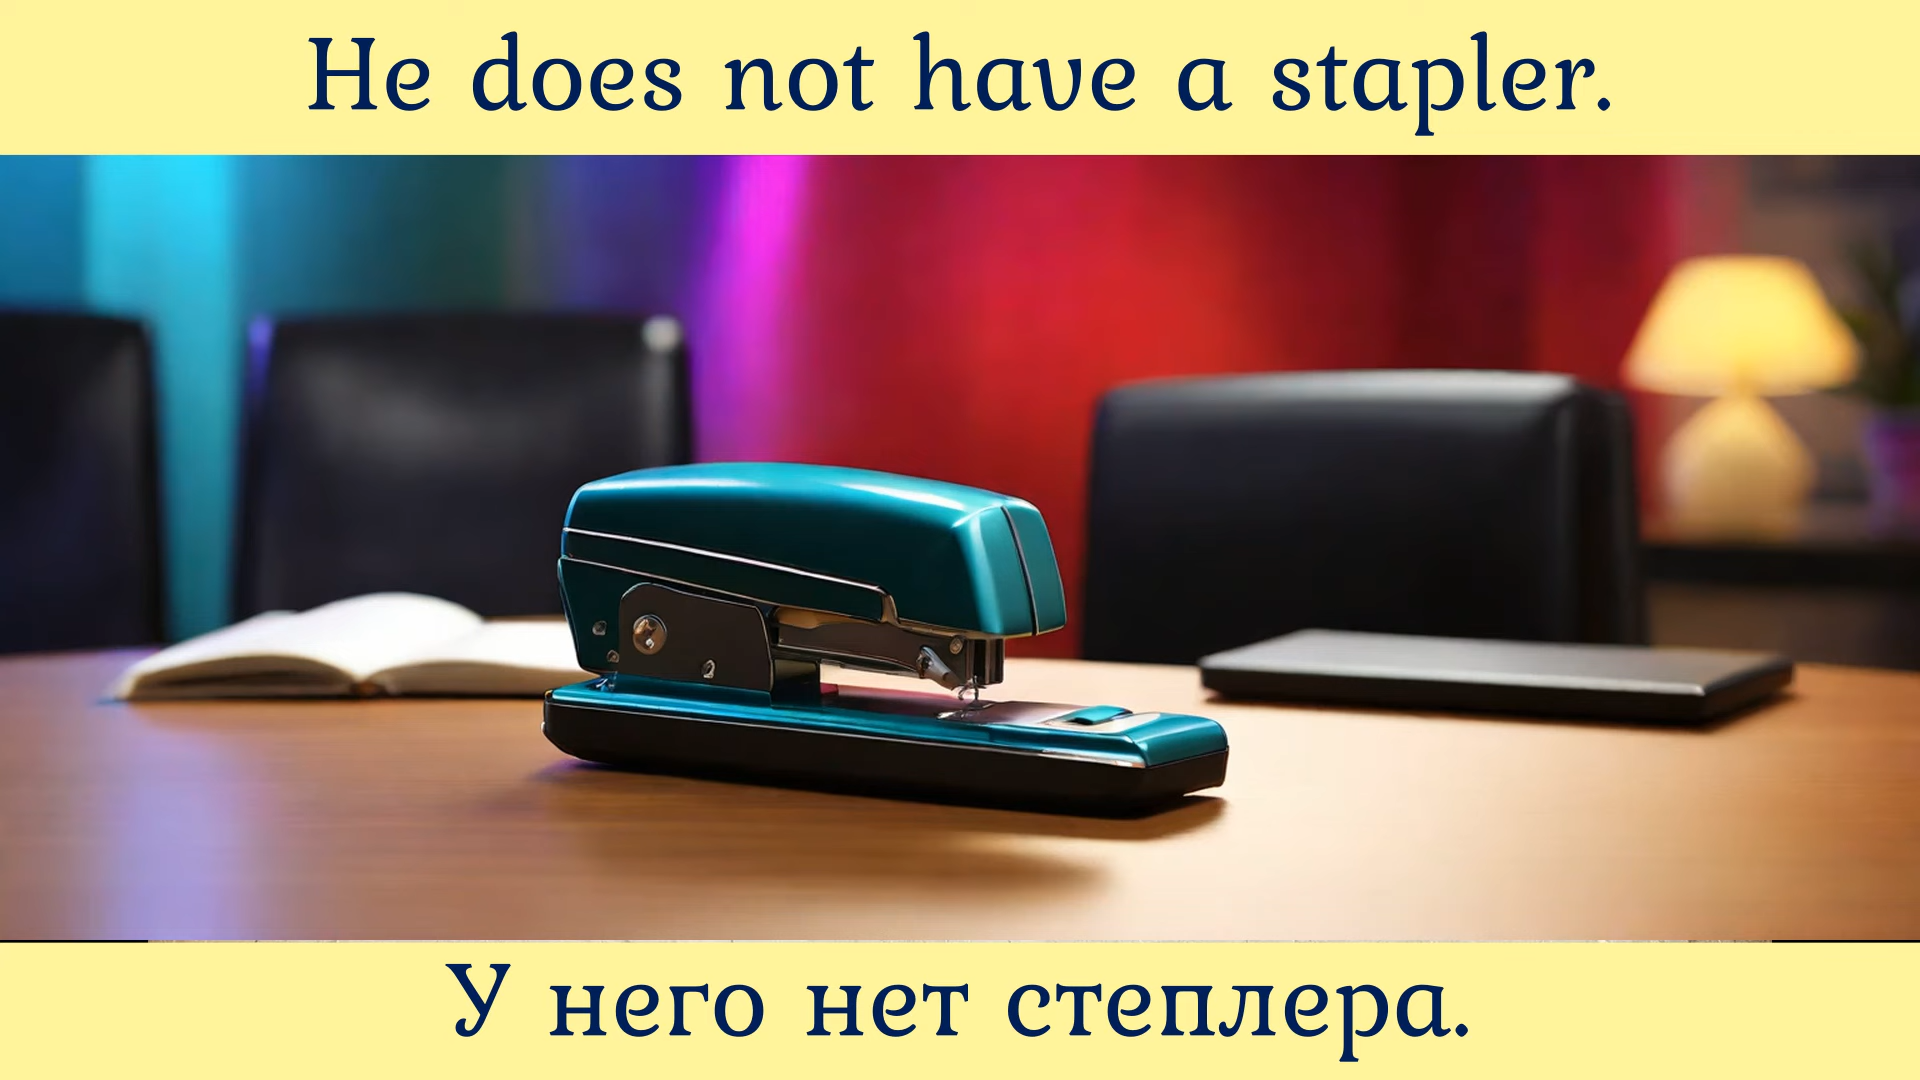 He does not have a stapler.
У него нет степлера.